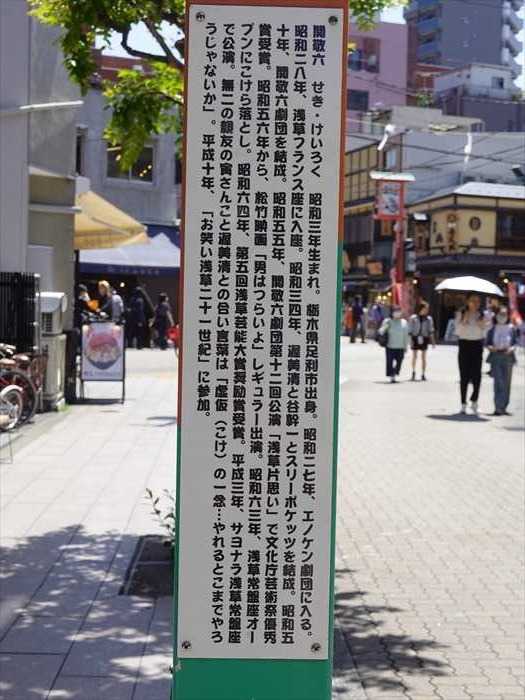 関敬六　せき・けいろく　昭和三年生まれ。栃木県足利市出身。昭和二七年、エノケン劇団に入る。
昭和二八年、浅草フランス座に入座。昭和三四年、渥美清と谷幹一とスリーポケッツを結成。昭和五
十年、関敬六劇団を結成。昭和五五年、関敬六劇団第十二回公演「浅草片思い」で文化庁芸術祭優秀
賞受賞。昭和五六年から、松竹映画「男はつらいよ」レギュラー出演。昭和六三年、浅草常盤座オー
プンにこけら落とし。昭和六四年、第五回浅草芸能大賞奨励賞受賞。平成三年、サヨナラ浅草常盤座
で公演。無二の親友の寅さんこと渥美清との合い言葉は「虚仮（こけ）の一念…やれるとこまでやろ
うじゃないか」。平成十年、「お笑い浅草二十一世紀」に参加。